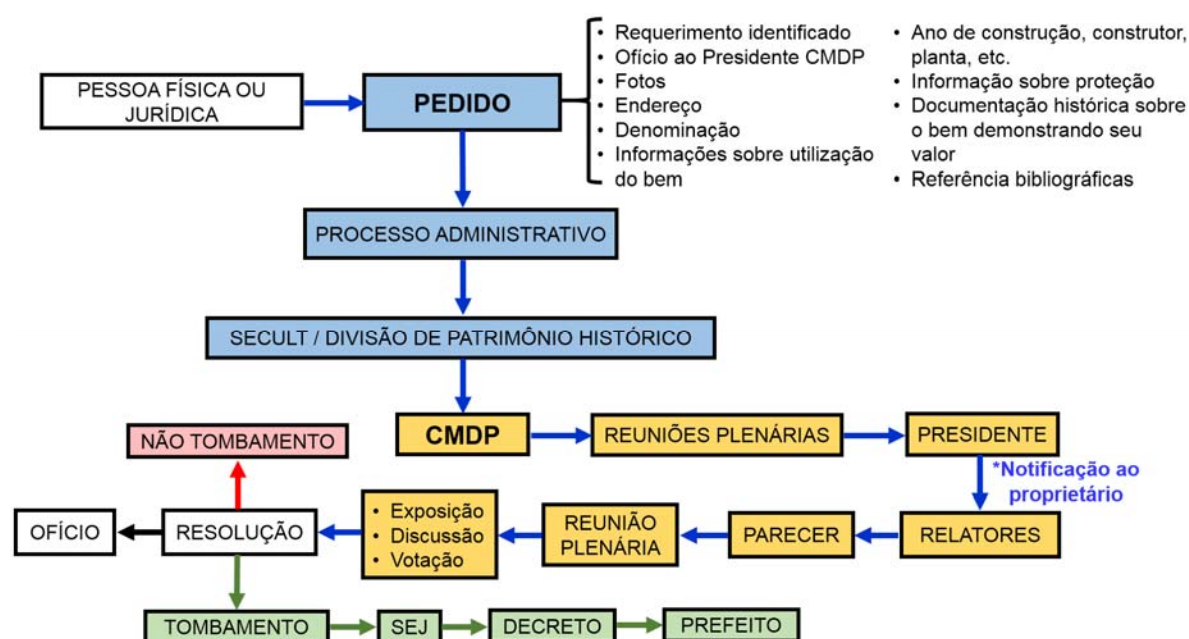 PESSOA FÍSICA OU
JURÍDICA
PEDIDO
• Requerimento identificado
• Ofício ao Presidente CMDP
• Fotos
• Endereço
• Denominação
• Informações sobre utilização
do bem
• Ano de construção, construtor,
planta, etc.
• Informação sobre proteção
• Documentação histórica sobre
o bem demonstrando seu
valor
• Referência bibliográficas
PROCESSO ADMINISTRATIVO
SECULT / DIVISÃO DE PATRIMÔNIO HISTÓRICO
CMDP
REUNIÕES PLENÁRIAS
PRESIDENTE
*Notificação ao
proprietário
RELATORES
PARECER
REUNIÃO
PLENÁRIA
• Exposição
• Discussão
• Votação
RESOLUÇÃO
OFÍCIO
NÃO TOMBAMENTO
TOMBAMENTO
SEJ
DECRETO
PREFEITO